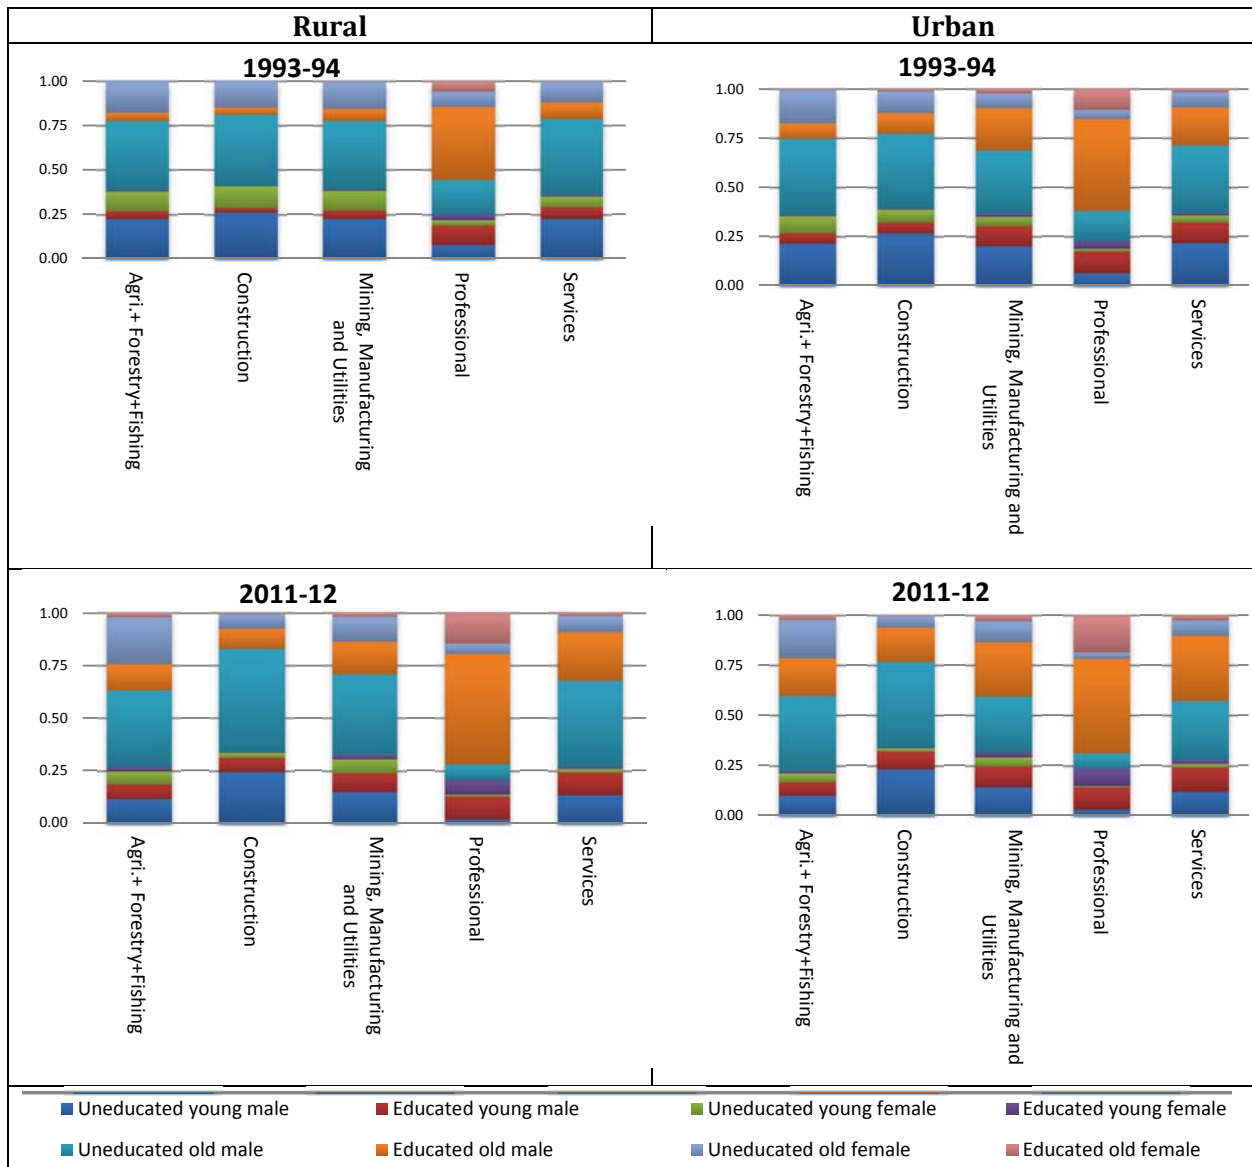 Rural
Urban
1993-94
1.00
0.75
0.50
0.25
0.00
Agri.+ Forestry+Fishing
Construction
Mining, Manufacturing
and Utilities
Professional
Services
1993-94
1.00
0.75
0.50
0.25
0.00
Agri.+ Forestry+Fishing
Construction
Mining, Manufacturing and
Utilities
Professional
Services
2011-12
1.00
0.75
0.50
0.25
0.00
Agri.+ Forestry+Fishing
Construction
Mining, Manufacturing
and Utilities
Professional
Services
2011-12
1.00
0.75
0.50
0.25
0.00
Agri.+ Forestry+Fishing
Construction
Mining, Manufacturing and
Utilities
Professional
Services
Uneducated young male
Educated young male
Uneducated young female
Educated young female
Uneducated old male
Educated old male
Uneducated old female
Educated old female